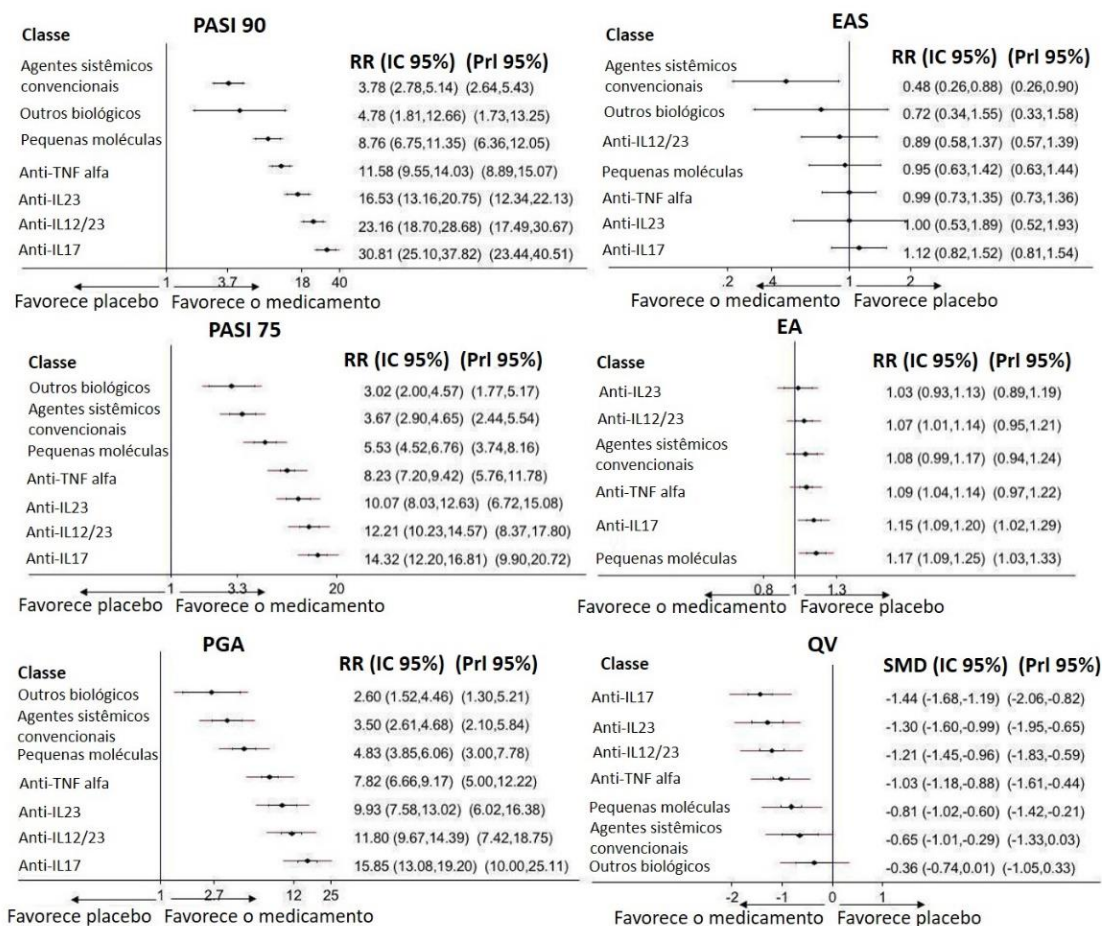 PASI 90
Classe
RR (IC 95%) (PrI 95%)
Agentes sistêmicos
convencionais
3.78 (2.78,5.14) (2.64,5.43)
Outros biológicos
4.78 (1.81,12.66) (1.73,13.25)
Pequenas moléculas
8.76 (6.75,11.35) (6.36,12.05)
Anti-TNF alfa
11.58 (9.55,14.03) (8.89,15.07)
Anti-IL23
16.53 (13.16,20.75) (12.34,22.13)
Anti-IL12/23
23.16 (18.70,28.68) (17.49,30.67)
Anti-IL17
30.81 (25.10,37.82) (23.44,40.51)
1 3.7 18 40
Favorece placebo Favorece o medicamento
EAS
Classe
RR (IC 95%) (PrI 95%)
Agentes sistêmicos
convencionais
0.48 (0.26,0.88) (0.26,0.90)
Outros biológicos
0.72 (0.34,1.55) (0.33,1.58)
Anti-IL12/23
0.89 (0.58,1.37) (0.57,1.39)
Pequenas moléculas
0.95 (0.63,1.42) (0.63,1.44)
Anti-TNF alfa
0.99 (0.73,1.35) (0.73,1.36)
Anti-IL23
1.00 (0.53,1.89) (0.52,1.93)
Anti-IL17
1.12 (0.82,1.52) (0.81,1.54)
.2 .4 1 2
Favorece o medicamento Favorece placebo
PASI 75
Classe
RR (IC 95%) (PrI 95%)
Outros biológicos
3.02 (2.00,4.57) (1.77,5.17)
Agentes sistêmicos
convencionais
3.67 (2.90,4.65) (2.44,5.54)
Pequenas moléculas
5.53 (4.52,6.76) (3.74,8.16)
Anti-TNF alfa
8.23 (7.20,9.42) (5.76,11.78)
Anti-IL23
10.07 (8.03,12.63) (6.72,15.08)
Anti-IL12/23
12.21 (10.23,14.57) (8.37,17.80)
Anti-IL17
14.32 (12.20,16.81) (9.90,20.72)
1 3.3 20
Favorece placebo Favorece o medicamento
EA
Classe
RR (IC 95%) (PrI 95%)
Anti-IL23
1.03 (0.93,1.13) (0.89,1.19)
Anti-IL12/23
1.07 (1.01,1.14) (0.95,1.21)
Agentes sistêmicos
convencionais
1.08 (0.99,1.17) (0.94,1.24)
Anti-TNF alfa
1.09 (1.04,1.14) (0.97,1.22)
Anti-IL17
1.15 (1.09,1.20) (1.02,1.29)
Pequenas moléculas
1.17 (1.09,1.25) (1.03,1.33)
0.8 1 1.3
Favorece o medicamento Favorece placebo
PGA
Classe
RR (IC 95%) (PrI 95%)
Outros biológicos
2.60 (1.52,4.46) (1.30,5.21)
Agentes sistêmicos
convencionais
3.50 (2.61,4.68) (2.10,5.84)
Pequenas moléculas
4.83 (3.85,6.06) (3.00,7.78)
Anti-TNF alfa
7.82 (6.66,9.17) (5.00,12.22)
Anti-IL23
9.93 (7.58,13.02) (6.02,16.38)
Anti-IL12/23
11.80 (9.67,14.39) (7.42,18.75)
Anti-IL17
15.85 (13.08,19.20) (10.00,25.11)
1 2.7 12 25
Favorece placebo Favorece o medicamento
QV
Classe
SMD (IC 95%) (PrI 95%)
Anti-IL17
-1.44 (-1.68,-1.19) (-2.06,-0.82)
Anti-IL23
-1.30 (-1.60,-0.99) (-1.95,-0.65)
Anti-IL12/23
-1.21 (-1.45,-0.96) (-1.83,-0.59)
Anti-TNF alfa
-1.03 (-1.18,-0.88) (-1.61,-0.44)
Pequenas moléculas
-0.81 (-1.02,-0.60) (-1.42,-0.21)
Agentes sistêmicos
convencionais
-0.65 (-1.01,-0.29) (-1.33,0.03)
Outros biológicos
-0.36 (-0.74,0.01) (-1.05,0.33)
-2 -1 0 1
Favorece o medicamento Favorece placebo